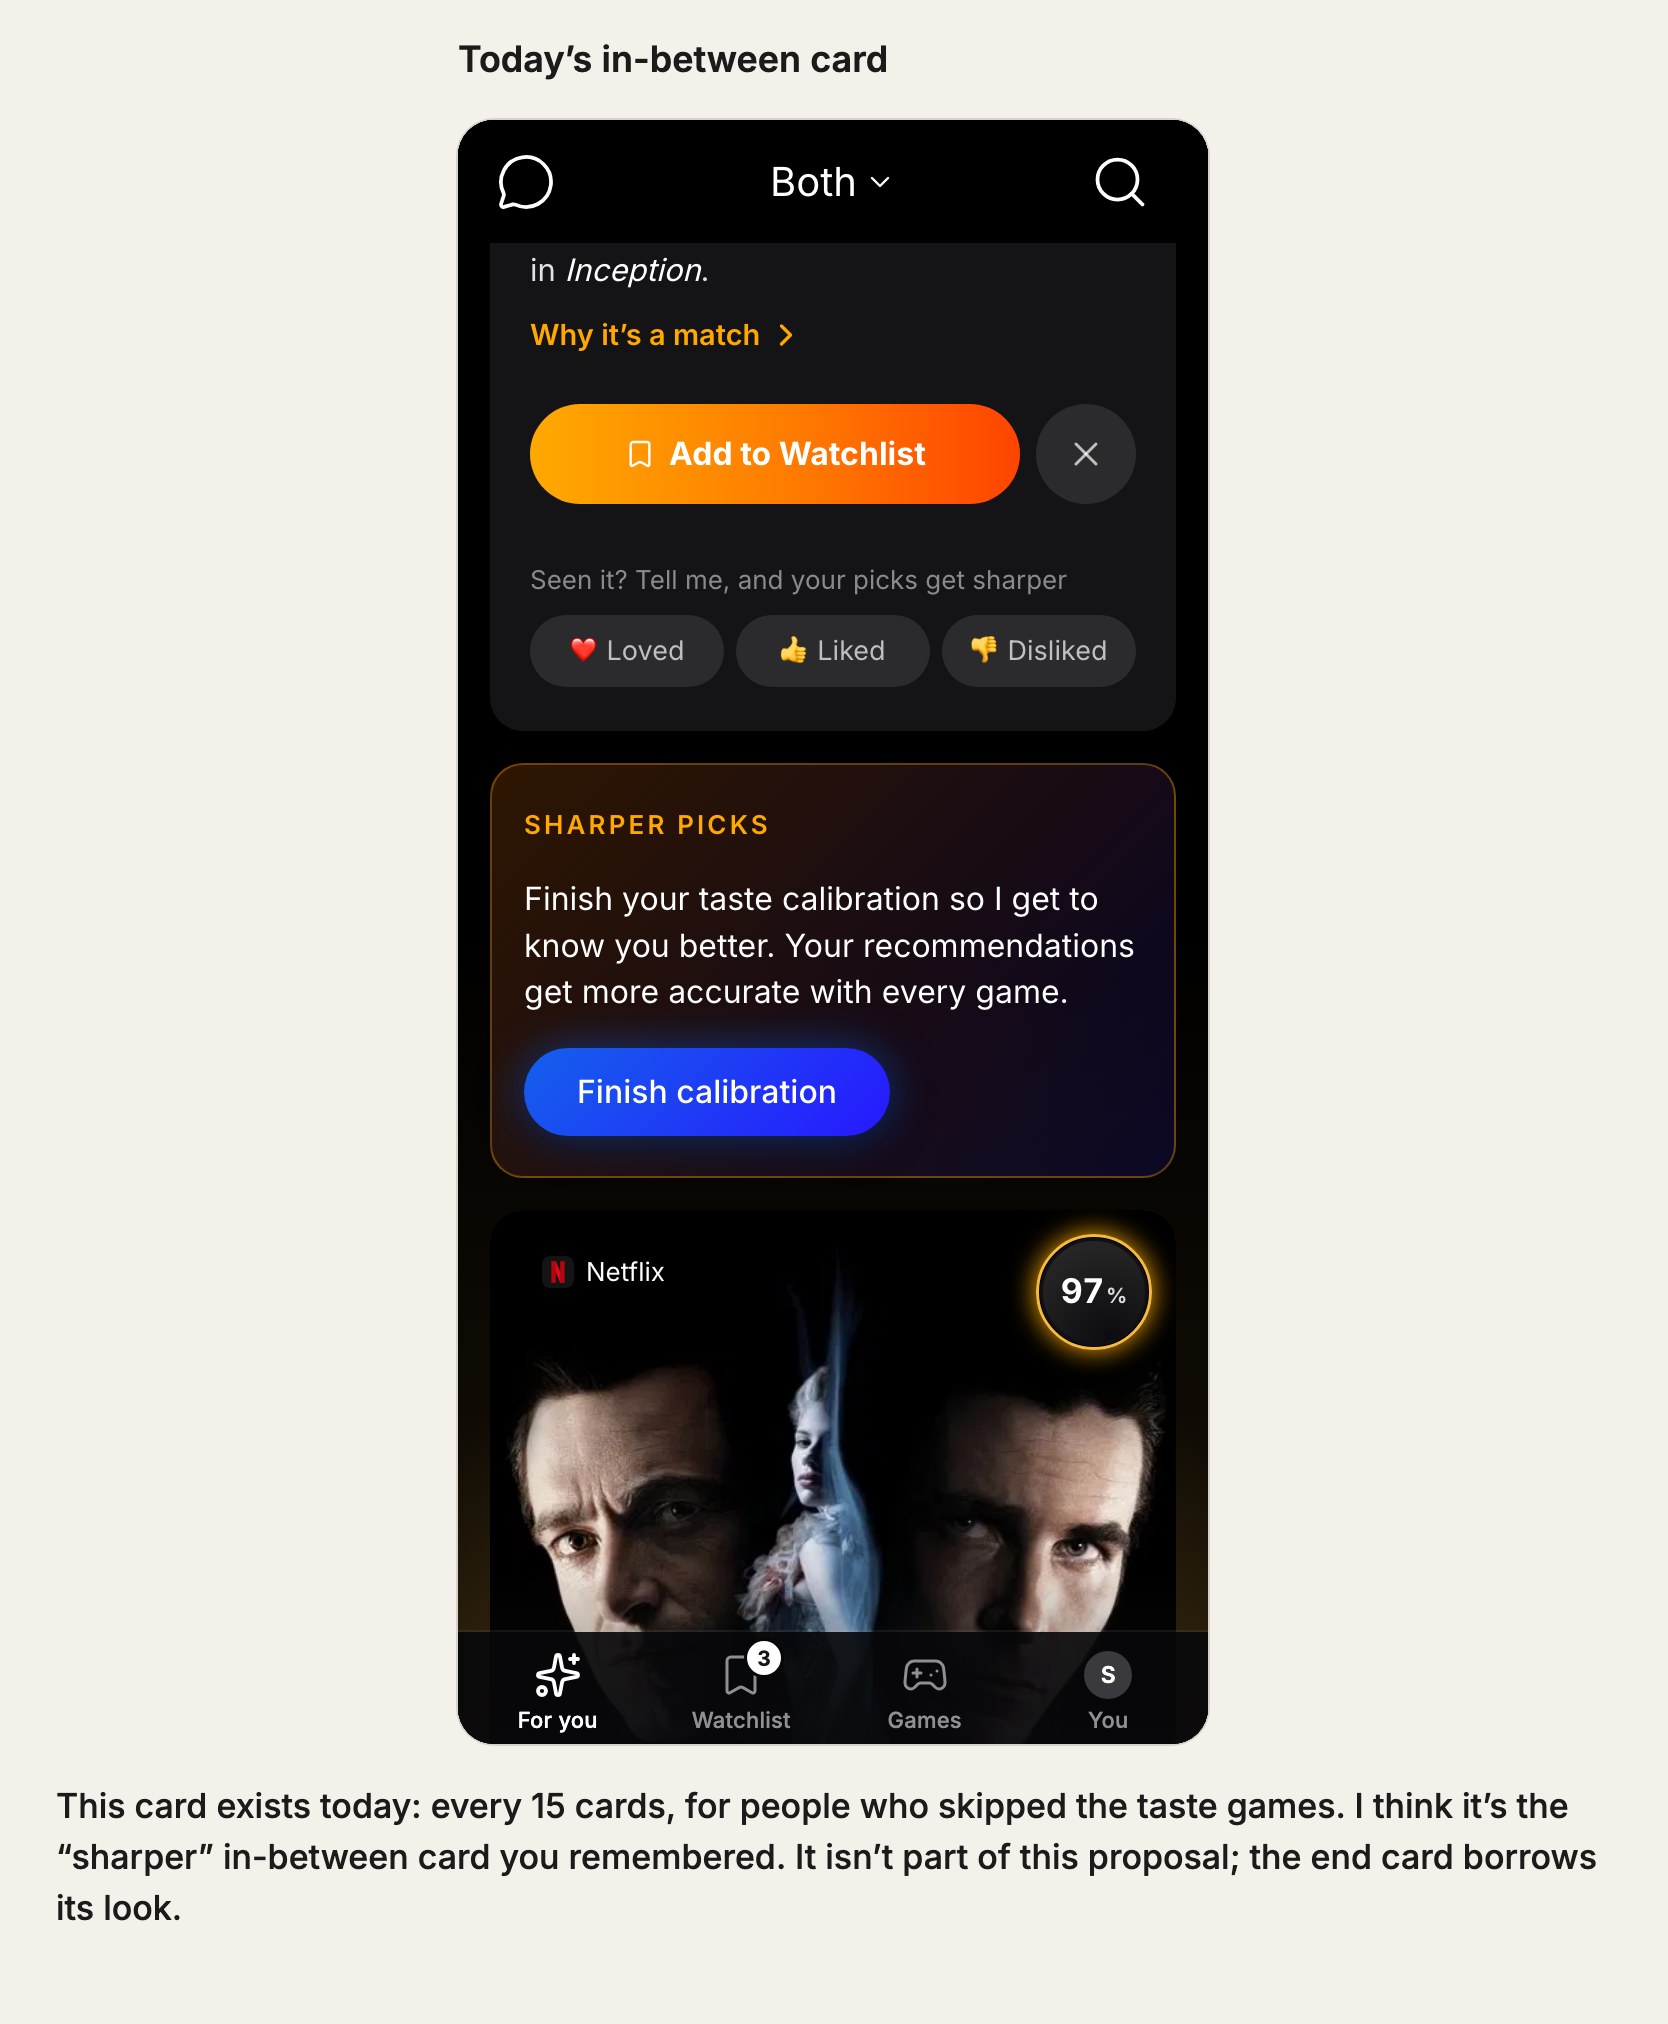 Today’s in-between card
Both
in Inception.
Why it’s a match
Add to Watchlist
Seen it? Tell me, and your picks get sharper
❤️ Loved
👍 Liked
👎 Disliked
SHARPER PICKS
Finish your taste calibration so I get to
know you better. Your recommendations
get more accurate with every game.
Finish calibration
N Netflix
97%
3
S
For you
Watchlist
Games
You
This card exists today: every 15 cards, for people who skipped the taste games. I think it’s the
“sharper” in-between card you remembered. It isn’t part of this proposal; the end card borrows
its look.